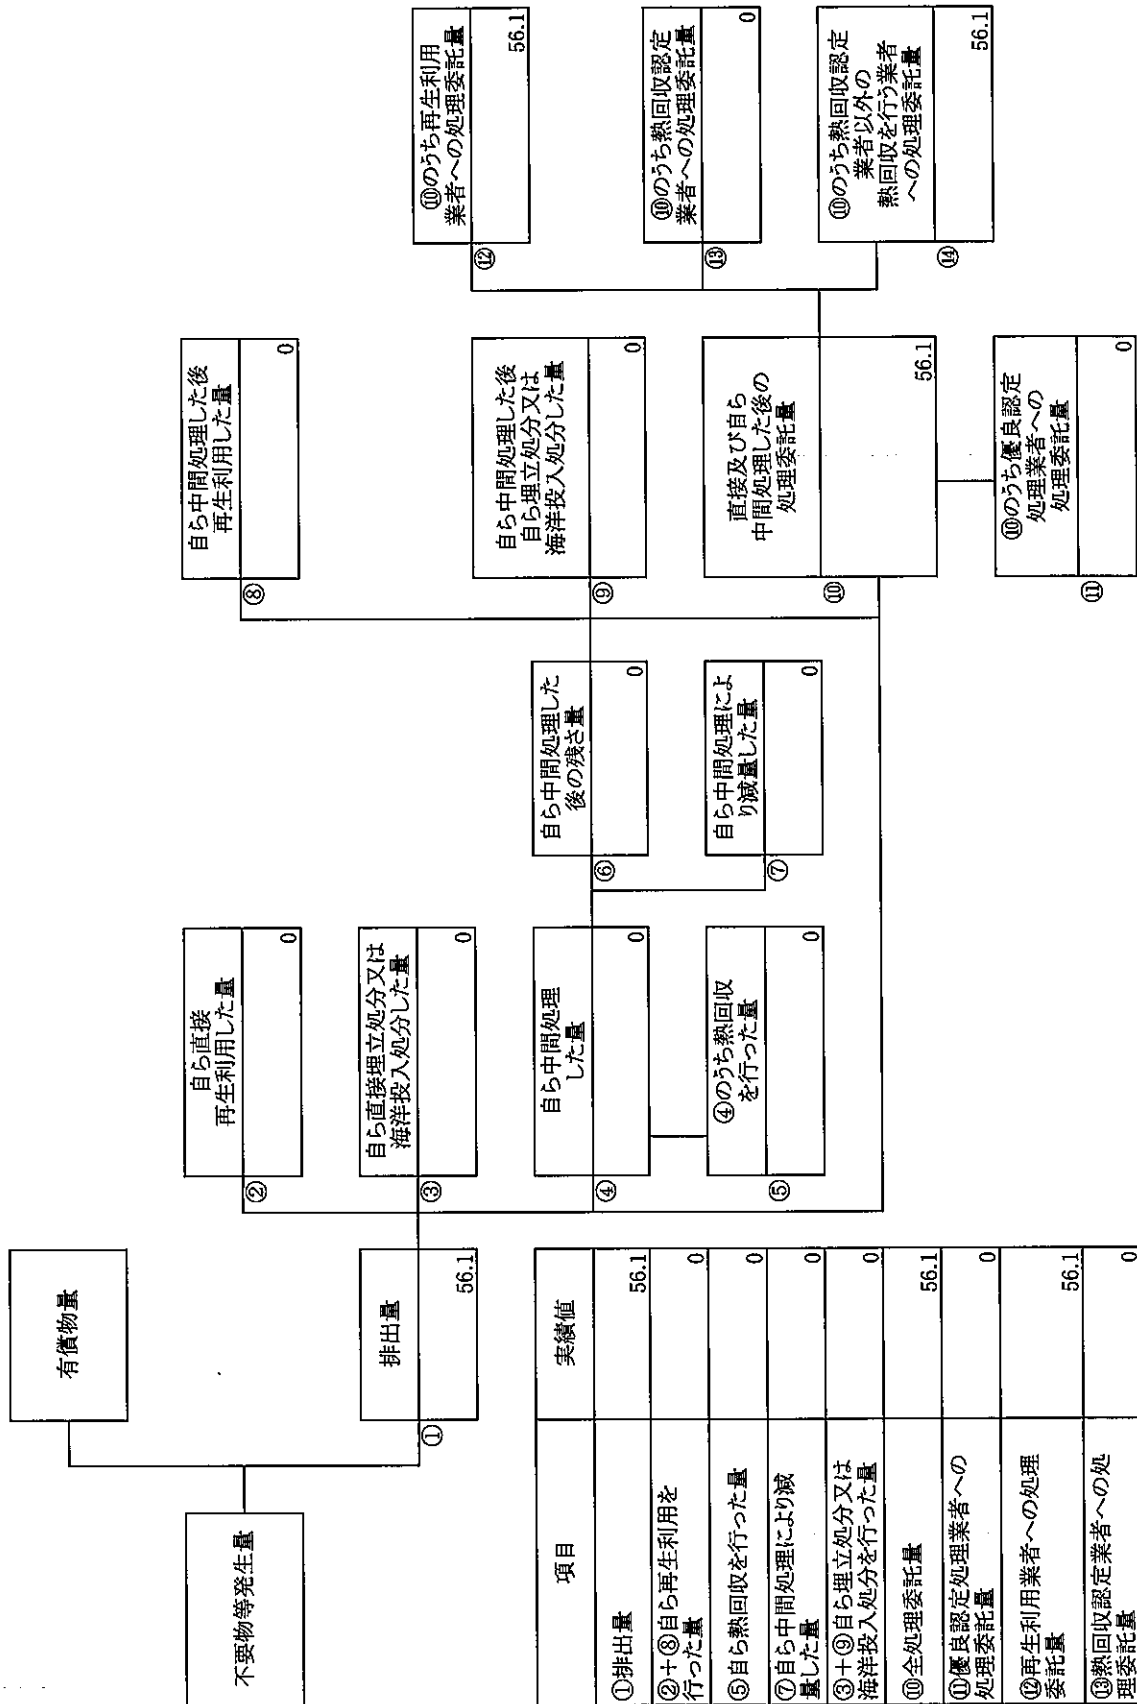 不要物等発生量
有償物量
排出量
① 56.1
自ら直接
再生利用した量
② 0
自ら直接埋立処分又は
海洋投入処分した量
③ 0
自ら中間処理
した量
④ 0
④のうち熱回収
を行った量
⑤ 0
自ら中間処理した
後の残さ量
⑥ 0
自ら中間処理によ
り減量した量
⑦ 0
自ら中間処理した後
再生利用した量
⑧ 0
自ら中間処理した後
自ら埋立処分又は
海洋投入処分した量
⑨ 0
直接及び自ら
中間処理した後の
処理委託量
⑩ 56.1
⑩のうち優良認定
処理業者への
処理委託量
⑪ 0
⑩のうち再生利用
業者への処理委託量
⑫ 56.1
⑩のうち熱回収認定
業者への処理委託量
⑬ 0
⑩のうち熱回収認定
業者以外の
熱回収を行う業者
への処理委託量
⑭ 56.1
項目 実績値
①排出量 56.1
②+⑧自ら再生利用を
行った量 0
⑤自ら熱回収を行った量 0
⑦自ら中間処理により減
量した量 0
③+⑨自ら埋立処分又は
海洋投入処分を行った量 0
⑩全処理委託量 56.1
⑪優良認定処理業者への
処理委託量 0
⑫再生利用業者への処理
委託量 56.1
⑬熱回収認定業者への処
理委託量 0